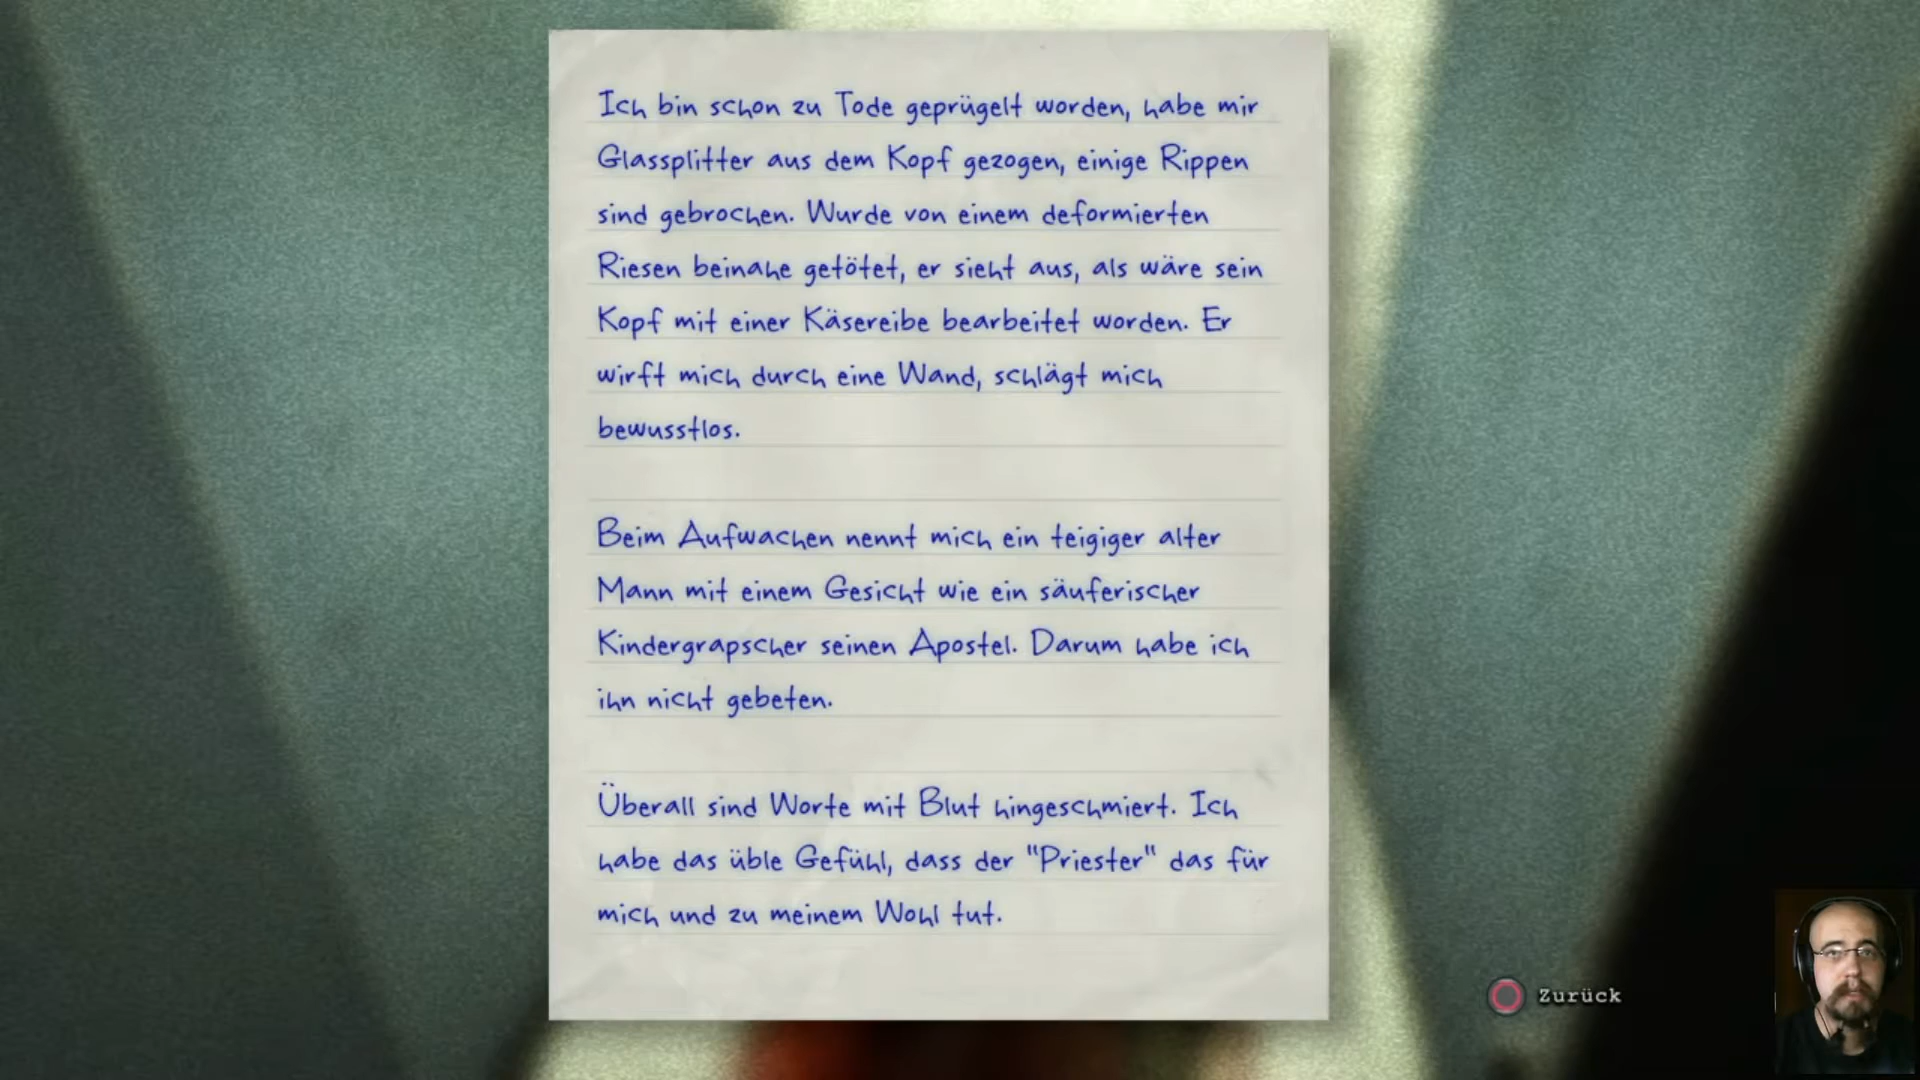 Ich bin schon zu Tode geprügelt worden, habe mir
Glassplitter aus dem Kopf gezogen, einige Rippen
sind gebrochen. Wurde von einem deformierten
Riesen beinahe getötet, er sieht aus, als wäre sein
Kopf mit einer Käsereibe bearbeitet worden. Er
wirft mich durch eine Wand, schlägt mich
bewusstlos.
Beim Aufwachen nennt mich ein teigiger alter
Mann mit einem Gesicht wie ein säuferischer
Kindergrapscher seinen Apostel. Darum habe ich
ihn nicht gebeten.
Überall sind Worte mit Blut hingeschmiert. Ich
habe das üble Gefühl, dass der "Priester" das für
mich und zu meinem Wohl tut.
Zurück